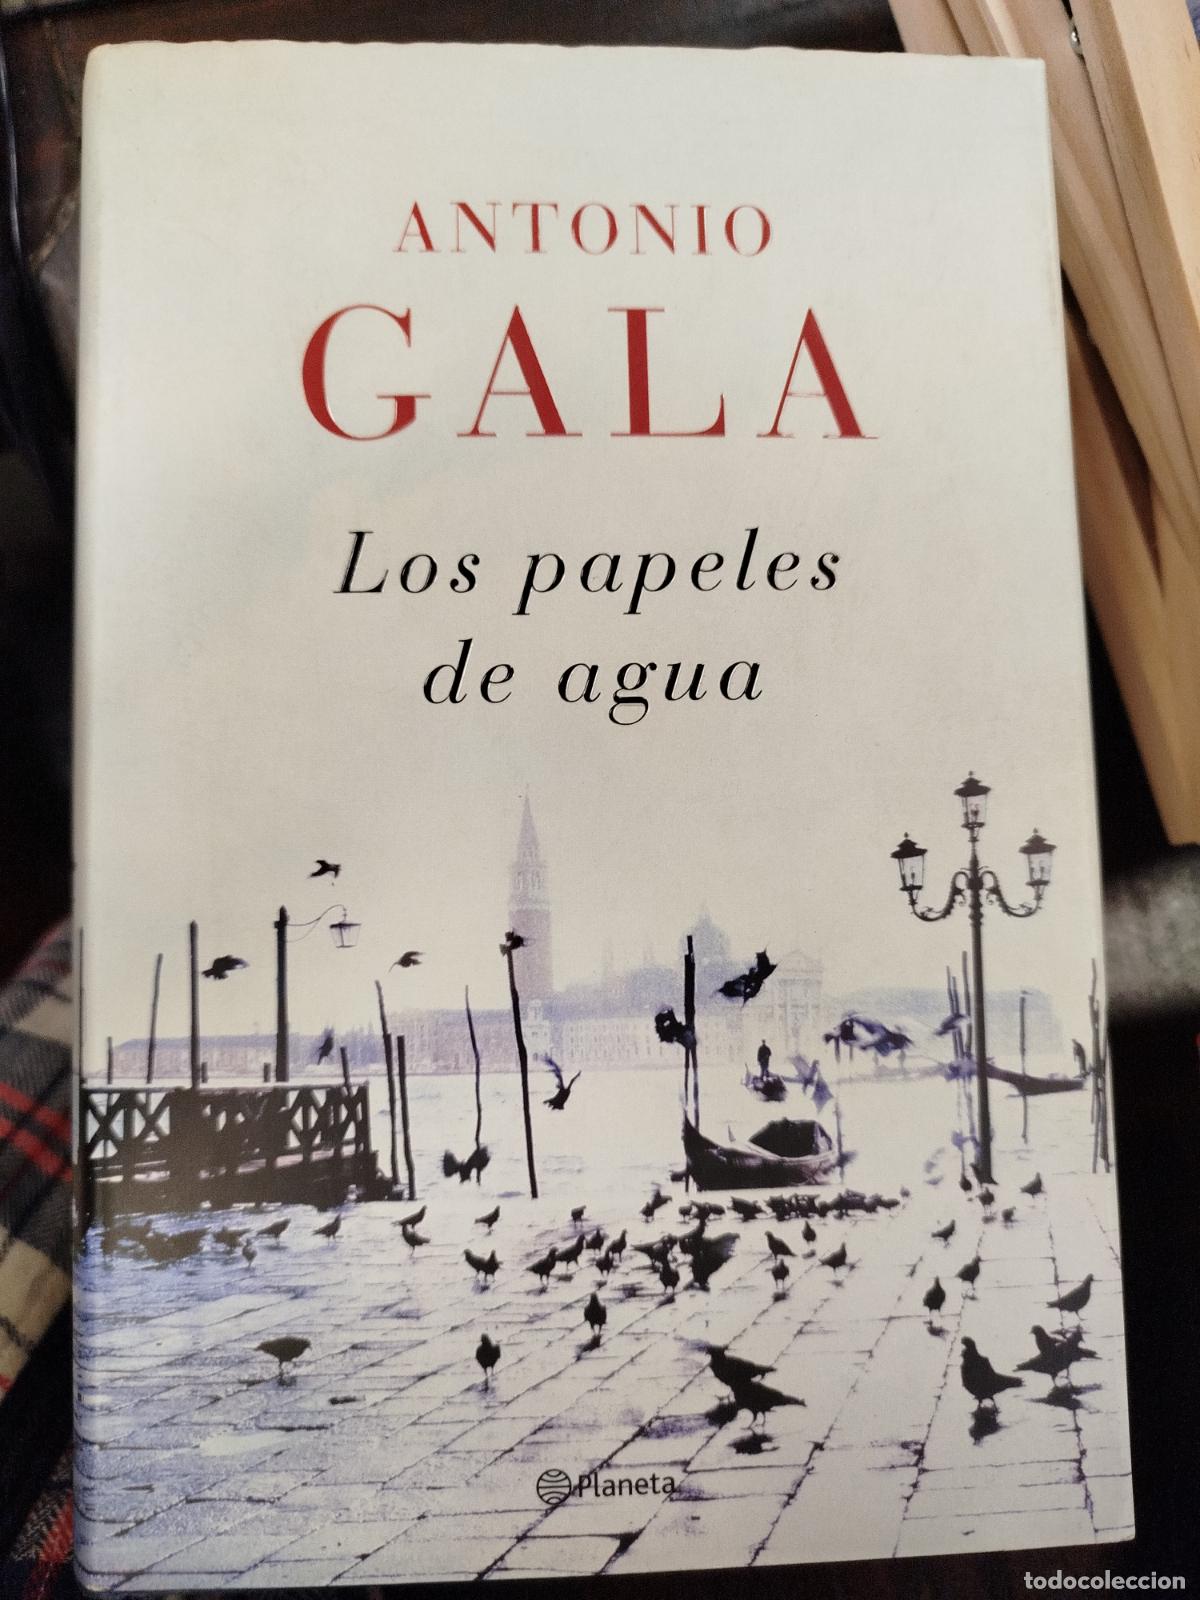 ANTONIO
GALA
Los papeles
de agua
Planeta
todocoleccion